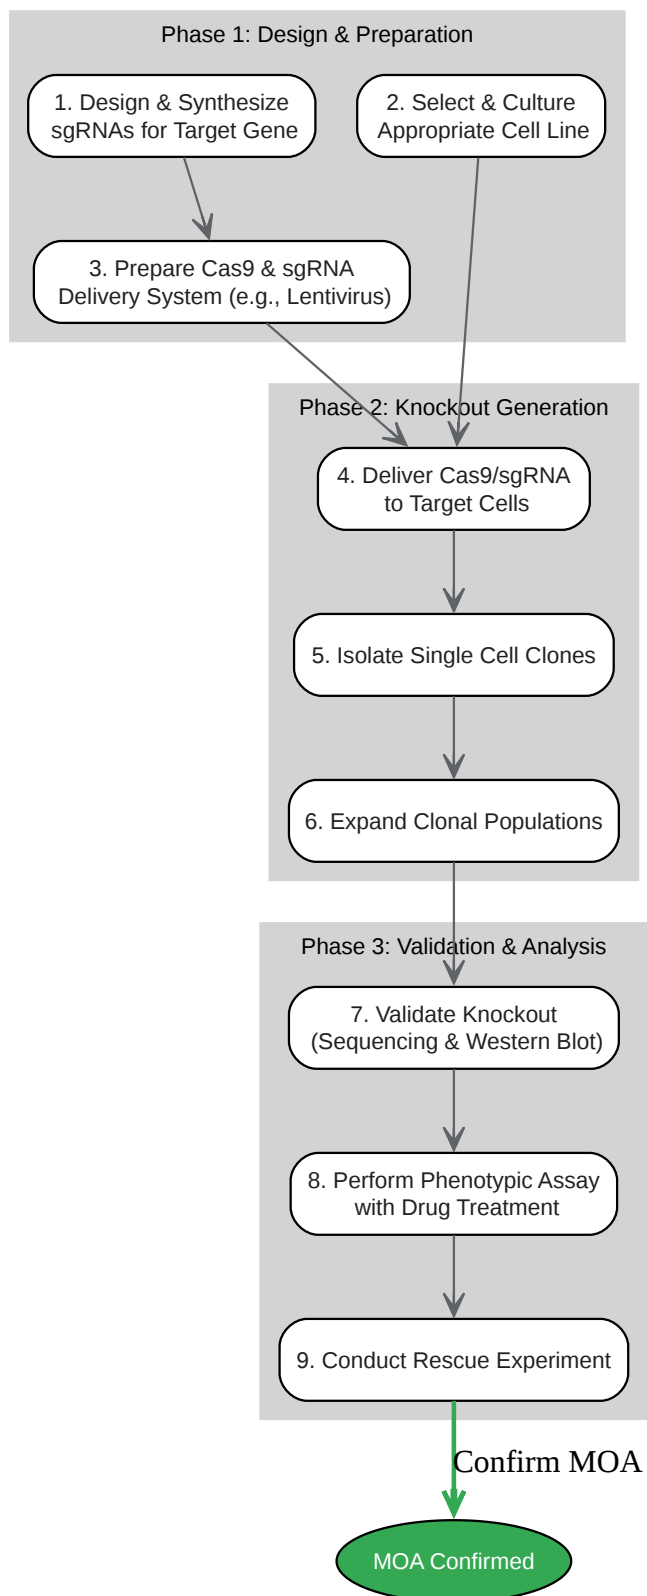 Phase 1: Design & Preparation
1. Design & Synthesize
sgRNAs for Target Gene
2. Select & Culture
Appropriate Cell Line
3. Prepare Cas9 & sgRNA
Delivery System (e.g., Lentivirus)
Phase 2: Knockout Generation
4. Deliver Cas9/sgRNA
to Target Cells
5. Isolate Single Cell Clones
6. Expand Clonal Populations
Phase 3: Validation & Analysis
7. Validate Knockout
(Sequencing & Western Blot)
8. Perform Phenotypic Assay
with Drug Treatment
9. Conduct Rescue Experiment
Confirm MOA
MOA Confirmed